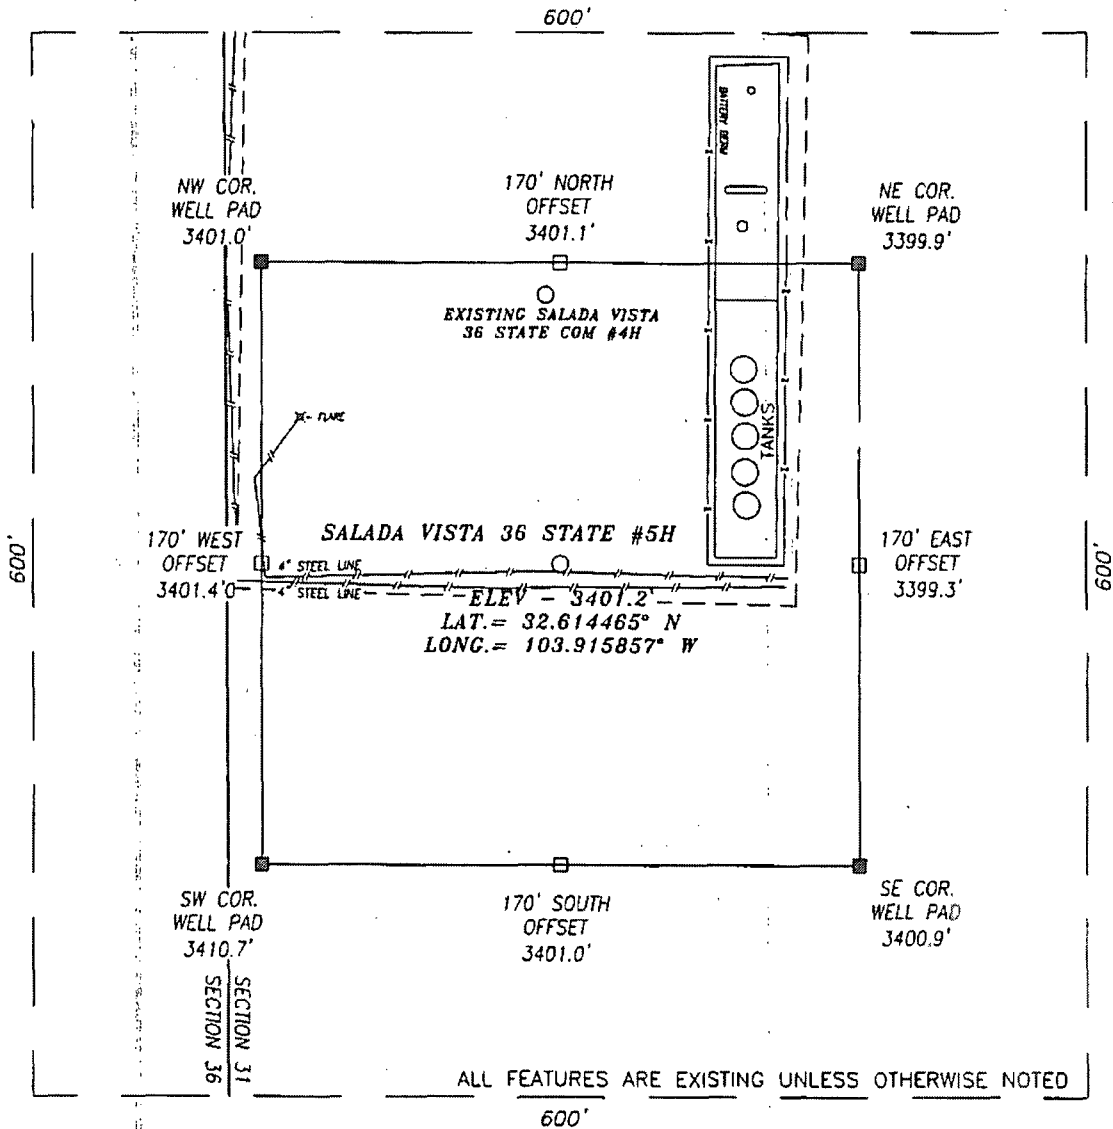 600'
BATTERY BERM
NW COR.
WELL PAD
3401.0'
170' NORTH
OFFSET
3401.1'
NE COR.
WELL PAD
3399.9'
EXISTING SALADA VISTA
36 STATE COM #4H
FLARE
TANKS
600'
170' WEST
OFFSET
3401.4'
SALADA VISTA 36 STATE #5H
4" STEEL LINE
4" STEEL LINE
ELEV - 3401.2'
LAT.= 32.614465° N
LONG.= 103.915857° W
170' EAST
OFFSET
3399.3'
600'
SW COR.
WELL PAD
3410.7'
170' SOUTH
OFFSET
3401.0'
SE COR.
WELL PAD
3400.9'
SECTION 31
SECTION 36
ALL FEATURES ARE EXISTING UNLESS OTHERWISE NOTED
600'